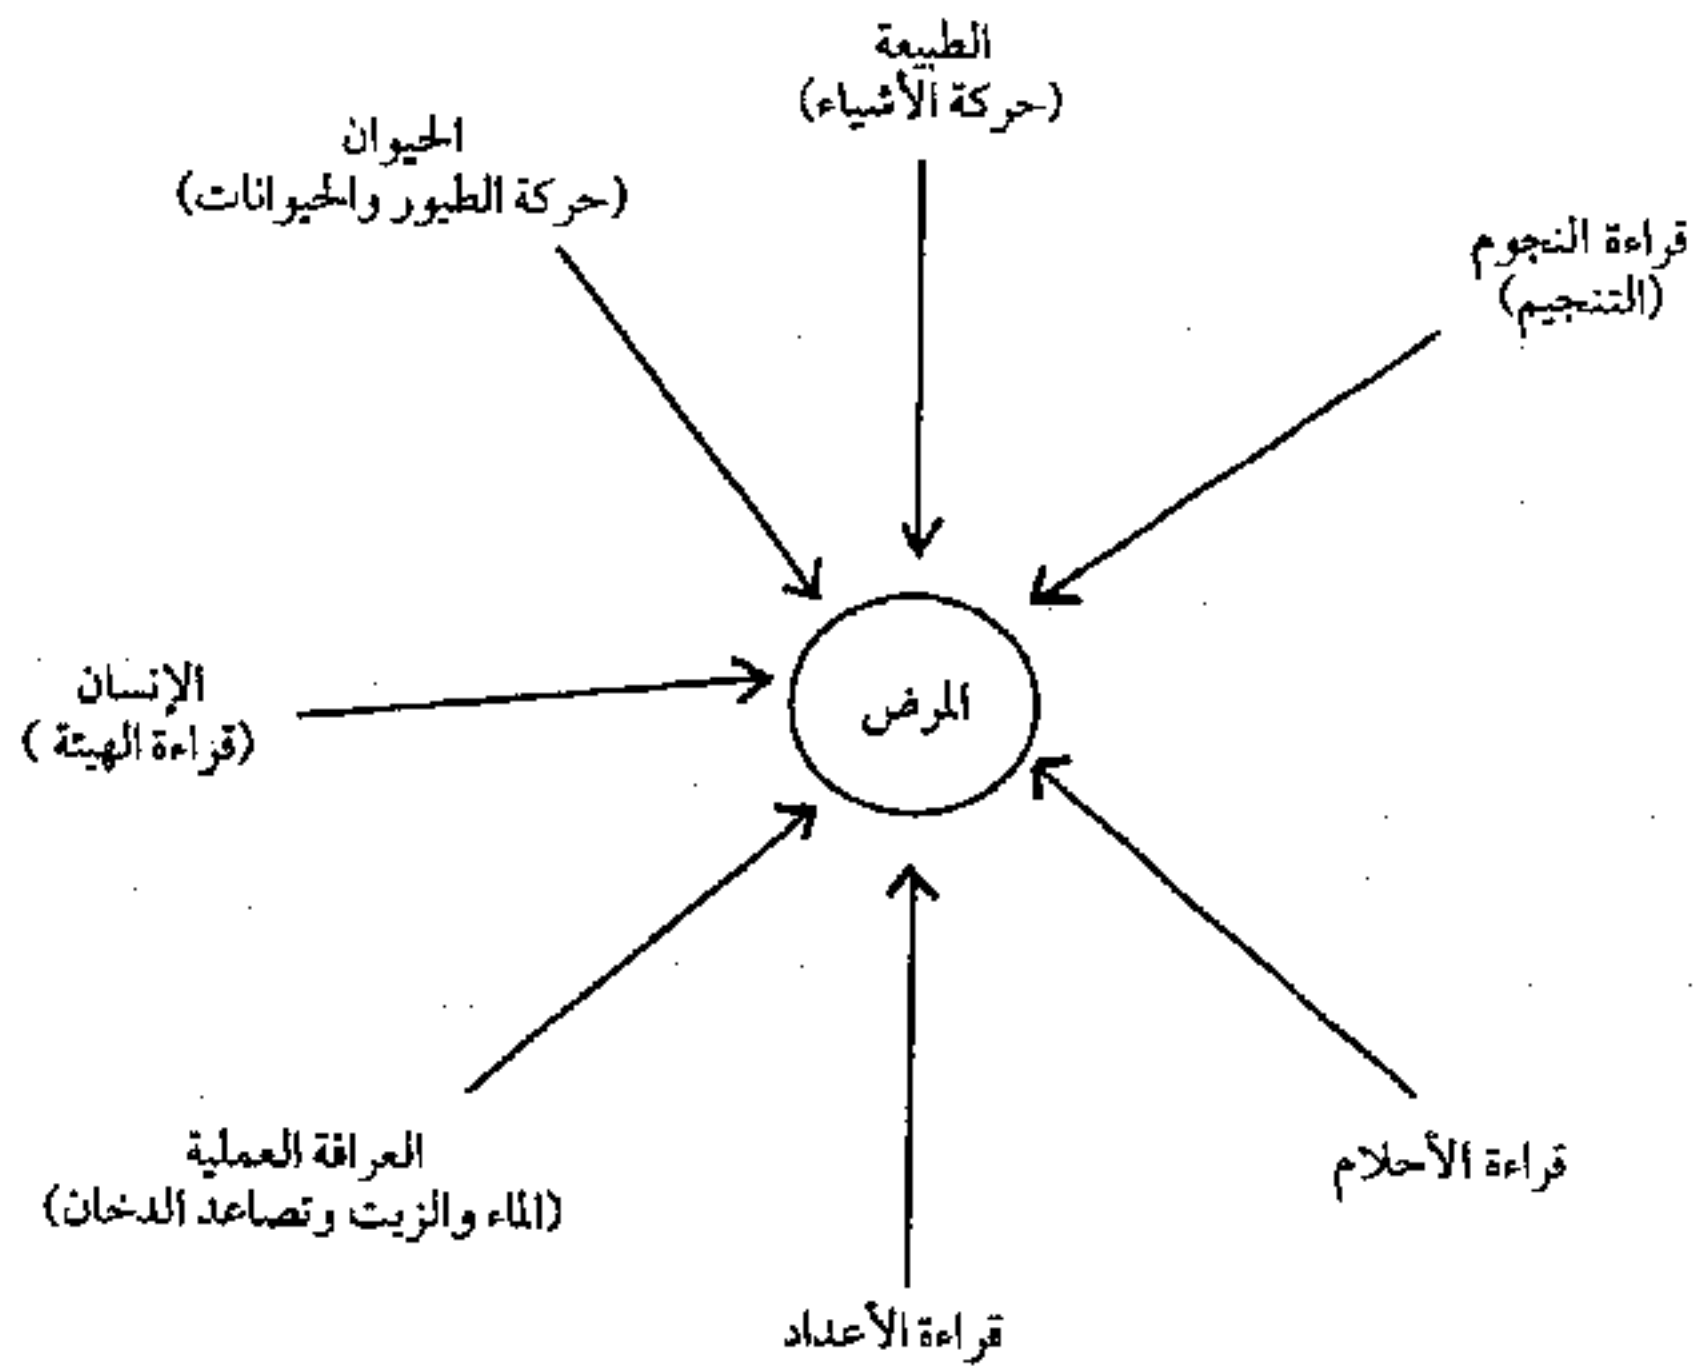 الطبيعة
(حركة الأشياء)
الحيوان
(حركة الطيور والحيوانات)
قراءة النجوم
(التنجيم)
الإنسان
(قراءة الهيئة )
المرض
العرافة العملية
(الماء والزيت وتصاعد الدخان)
قراءة الأحلام
قراءة الأعداد